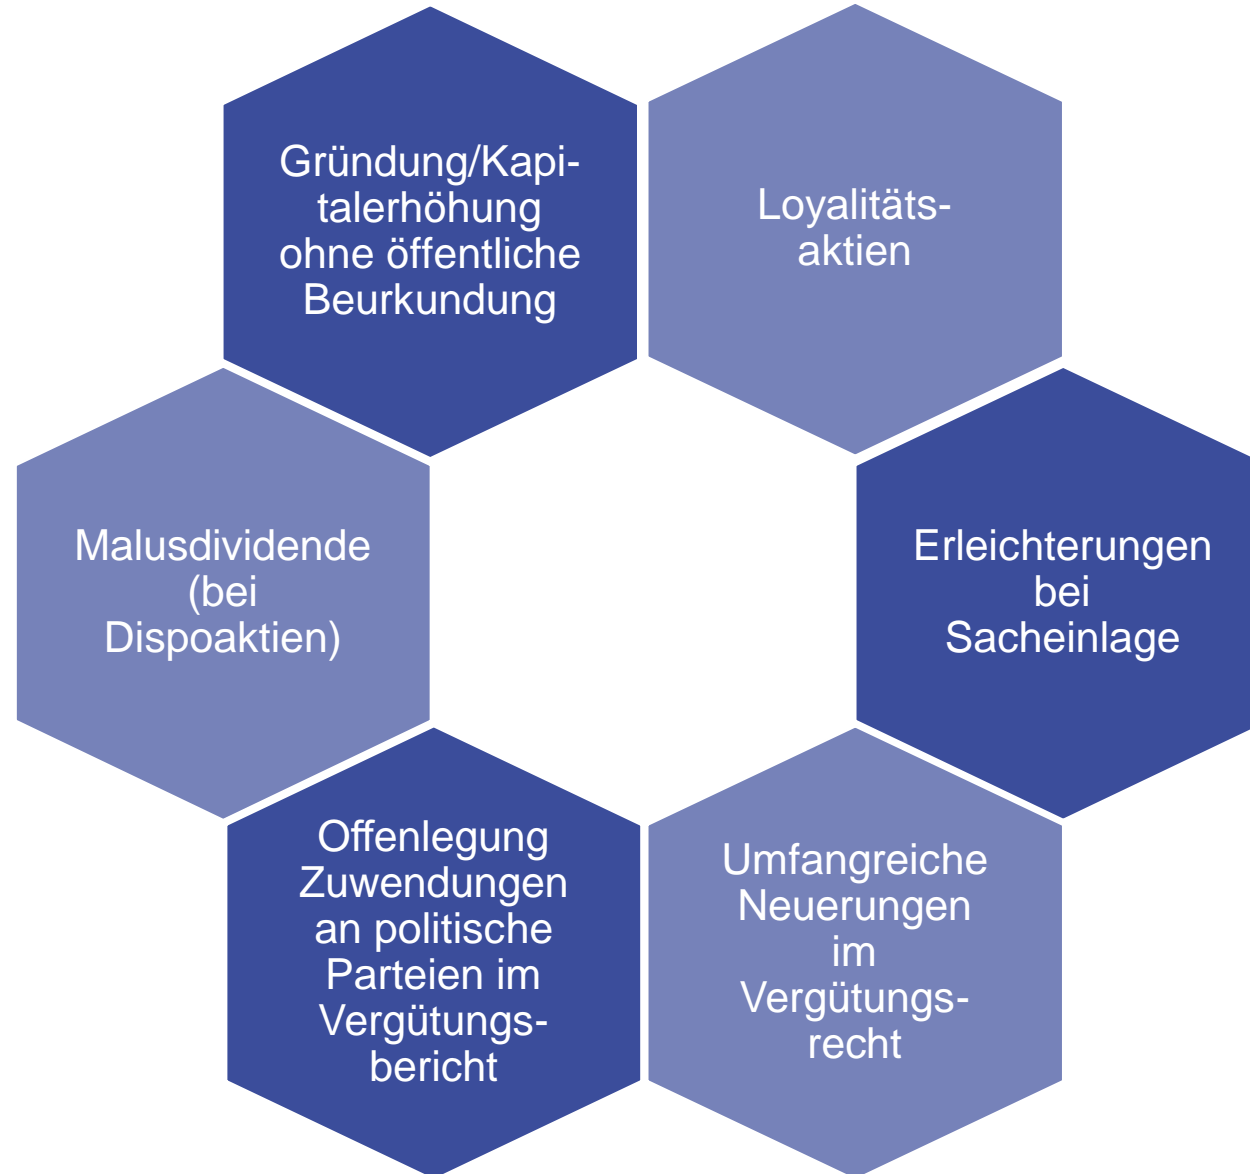 Gründung/Kapi-
talerhöhung
ohne öffentliche
Beurkundung
Loyalitäts-
aktien
Malusdividende
(bei
Dispoaktien)
Erleichterungen
bei
Sacheinlage
Offenlegung
Zuwendungen
an politische
Parteien im
Vergütungs-
bericht
Umfangreiche
Neuerungen
im
Vergütungs-
recht